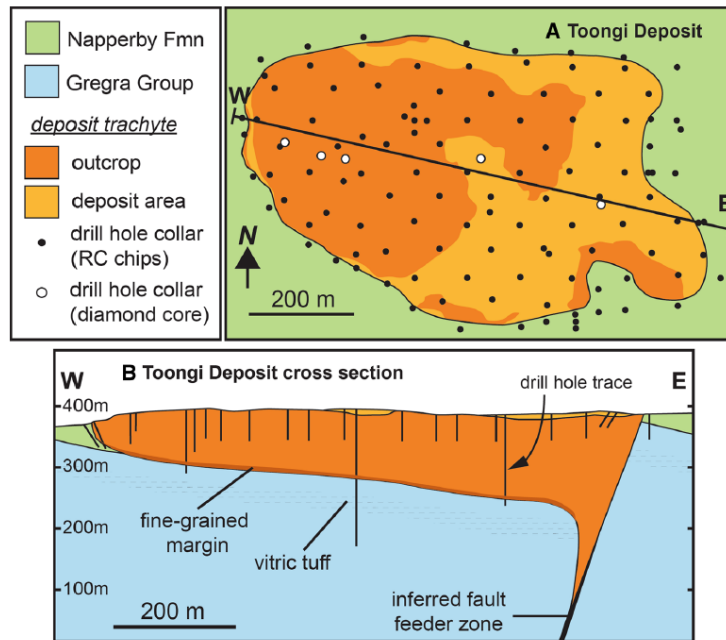 Napperby Fmn
Gregra Group
deposit trachyte
outcrop
deposit area
drill hole collar
(RC chips)
drill hole collar
(diamond core)
A Toongi Deposit
W
E
N
200 m
W
B Toongi Deposit cross section
E
drill hole trace
400m
300m
200m
100m
fine-grained
margin
vitric tuff
inferred fault
feeder zone
200 m